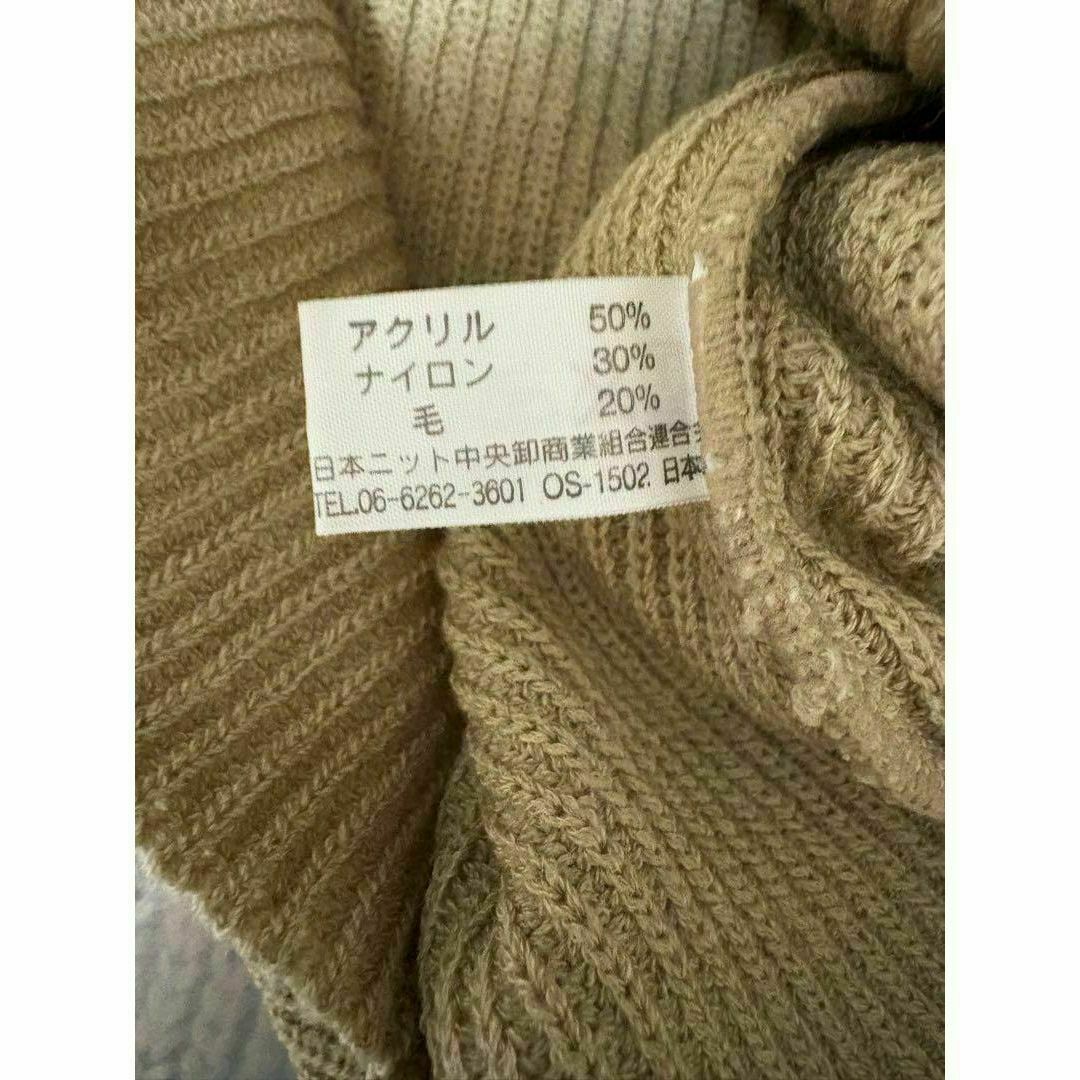 アクリル 50%
ナイロン 30%
毛 20%
日本ニット中央卸商業組合連合
TEL.06-6262-3601 OS-1502 日本